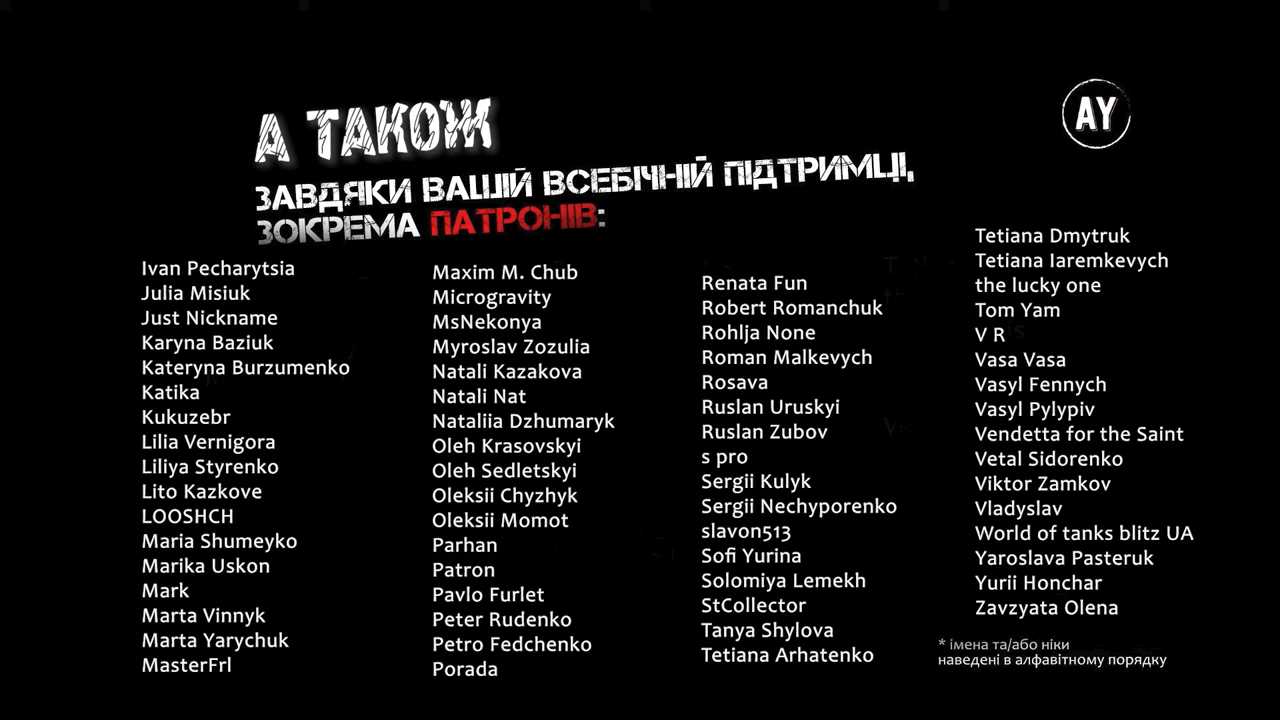 А ТАКОЖ
AY
ЗАВДЯКИ ВАШІЙ ВСЕБІЧНІЙ ПІДТРИМЦІ,
ЗОКРЕМА ПАТРОНІВ:
Ivan Pecharytsia
Julia Misiuk
Just Nickname
Karyna Baziuk
Kateryna Burzumenko
Katika
Kukuzebr
Lilia Vernigora
Liliya Styrenko
Lito Kazkove
LOOSHCH
Maria Shumeyko
Marika Uskon
Mark
Marta Vinnyk
Marta Yarychuk
MasterFrl
Maxim M. Chub
Microgravity
MsNekonya
Myroslav Zozulia
Natali Kazakova
Natali Nat
Nataliia Dzhumaryk
Oleh Krasovskyi
Oleh Sedletskyi
Oleksii Chyzhyk
Oleksii Momot
Parhan
Patron
Pavlo Furlet
Peter Rudenko
Petro Fedchenko
Porada
Renata Fun
Robert Romanchuk
Rohlja None
Roman Malkevych
Rosava
Ruslan Uruskyi
Ruslan Zubov
s pro
Sergii Kulyk
Sergii Nechyporenko
slavon513
Sofi Yurina
Solomiya Lemekh
StCollector
Tanya Shylova
Tetiana Arhatenko
Tetiana Dmytruk
Tetiana Iaremkevych
the lucky one
Tom Yam
V R
Vasa Vasa
Vasyl Fennych
Vasyl Pylypiv
Vendetta for the Saint
Vetal Sidorenko
Viktor Zamkov
Vladyslav
World of tanks blitz UA
Yaroslava Pasteruk
Yurii Honchar
Zavzyata Olena
* імена та/або ніки
наведені в алфавітному порядку